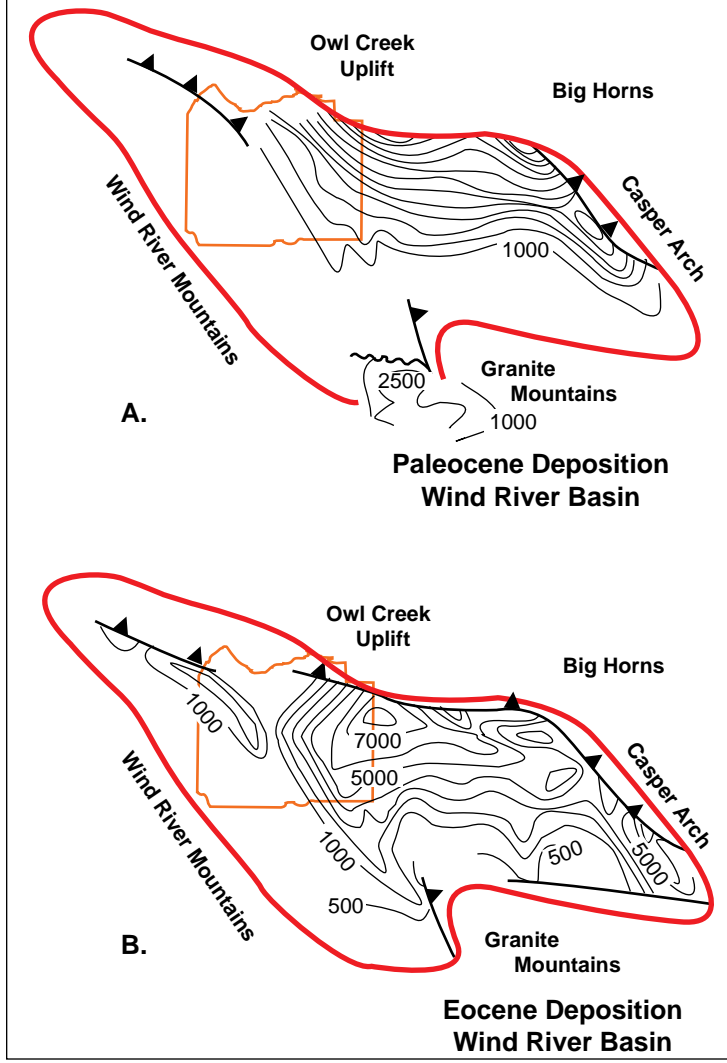 Owl Creek
Uplift
Big Horns
Wind River Mountains
Casper Arch
1000
2500
Granite
Mountains
1000
A.
Paleocene Deposition
Wind River Basin
Owl Creek
Uplift
Big Horns
1000
7000
5000
Wind River Mountains
Casper Arch
1000
500
5000
500
B.
Granite
Mountains
Eocene Deposition
Wind River Basin